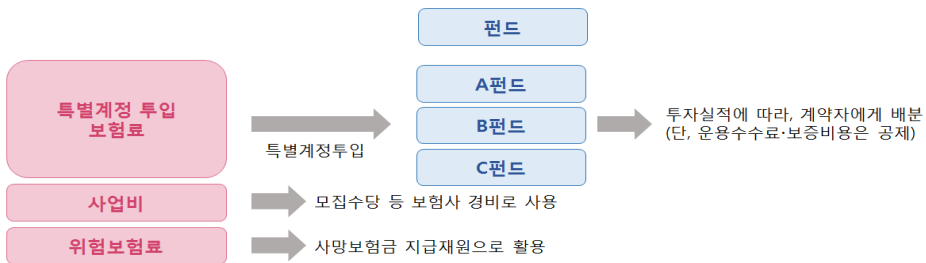 펀드
특별계정 투입
보험료
A펀드
B펀드
C펀드
특별계정투입
투자실적에 따라, 계약자에게 배분
(단, 운용수수료·보증비용은 공제)
사업비
모집수당 등 보험사 경비로 사용
위험보험료
사망보험금 지급재원으로 활용